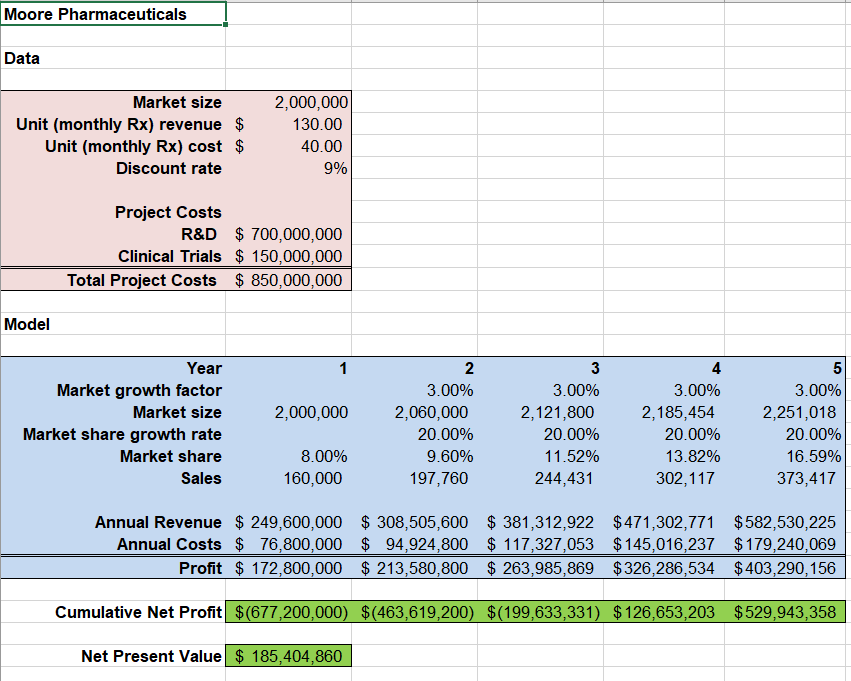 Moore Pharmaceuticals
Data
Market size 2,000,000
Unit (monthly Rx) revenue $ 130.00
Unit (monthly Rx) cost $ 40.00
Discount rate 9%
Project Costs
R&D $ 700,000,000
Clinical Trials $ 150,000,000
Total Project Costs $ 850,000,000
Model
Year 1 2 3 4 5
Market growth factor 3.00% 3.00% 3.00% 3.00%
Market size 2,000,000 2,060,000 2,121,800 2,185,454 2,251,018
Market share growth rate 20.00% 20.00% 20.00% 20.00%
Market share 8.00% 9.60% 11.52% 13.82% 16.59%
Sales 160,000 197,760 244,431 302,117 373,417
Annual Revenue $ 249,600,000 $ 308,505,600 $ 381,312,922 $471,302,771 $582,530,225
Annual Costs $ 76,800,000 $ 94,924,800 $ 117,327,053 $145,016,237 $179,240,069
Profit $ 172,800,000 $ 213,580,800 $ 263,985,869 $326,286,534 $403,290,156
Cumulative Net Profit $(677,200,000) $(463,619,200) $(199,633,331) $126,653,203 $529,943,358
Net Present Value $ 185,404,860